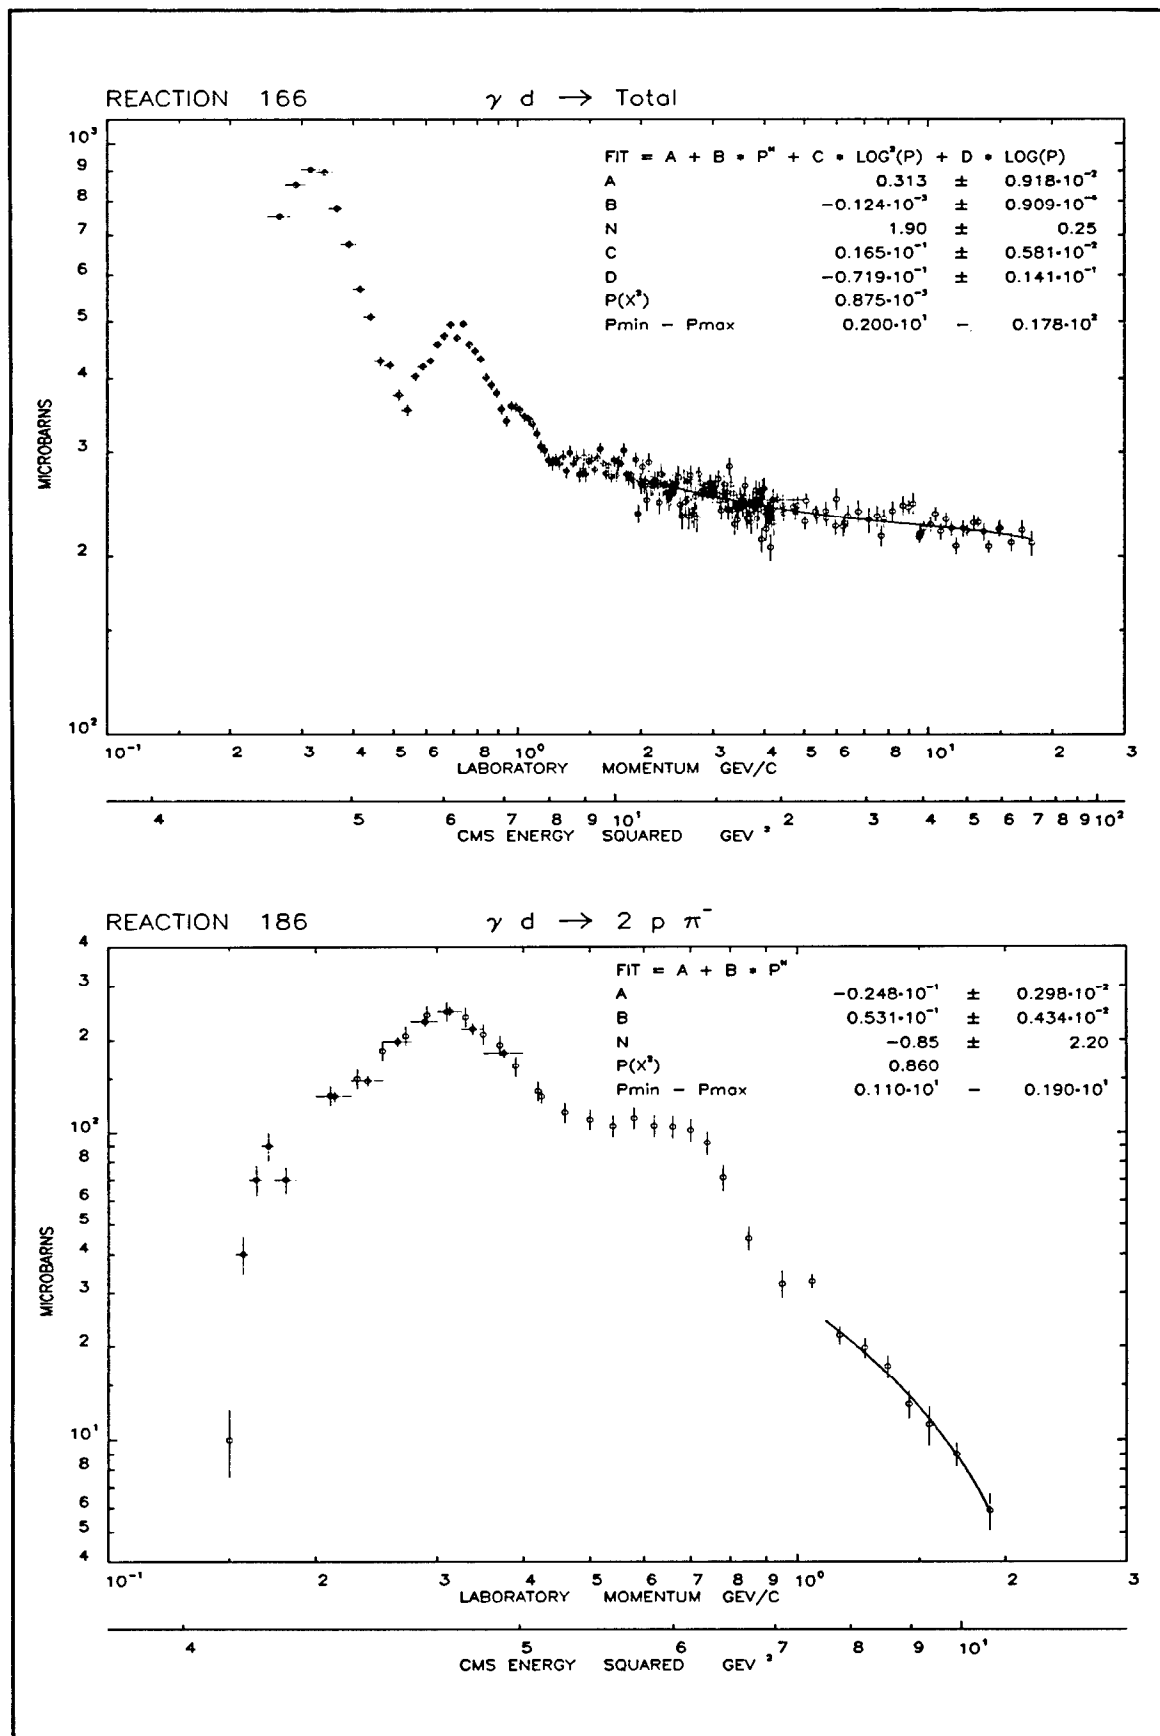 REACTION 166 γ d → Total
10³
9
8
7
6
5
4
3
2
10²
MICROBARNS
FIT = A + B * Pᴺ + C * LOG²(P) + D * LOG(P)
A 0.313 ± 0.918·10⁻²
N 1.90 ± 0.25
C 0.165·10⁻¹ ± 0.581·10⁻²
D -0.719·10⁻¹ ± 0.141·10⁻¹
P(X²) 0.875·10⁻³
Pmin - Pmax 0.200·10¹ - 0.178·10²
10⁻¹ 2 3 4 5 6 7 8 9 10⁰ 2 3 4 5 6 7 8 9 10¹ 2 3
LABORATORY MOMENTUM GEV/C
4 5 6 7 8 9 10¹ 2 3 4 5 6 7 8 9 10²
CMS ENERGY SQUARED GEV ²
REACTION 186 γ d → 2 p π⁻
4
3
2
10²
9
8
6
4
3
2
10¹
9
8
6
5
4
MICROBARNS
FIT = A + B * Pᴺ
A -0.248·10⁻¹ ± 0.298·10⁻²
B 0.531·10⁻¹ ± 0.434·10⁻²
N -0.85 ± 2.20
P(X²) 0.860
Pmin - Pmax 0.110·10¹ - 0.190·10¹
10⁻¹ 2 3 4 5 6 7 8 9 10⁰ 2 3
LABORATORY MOMENTUM GEV/C
4 5 6 7 8 9 10¹
CMS ENERGY SQUARED GEV ²